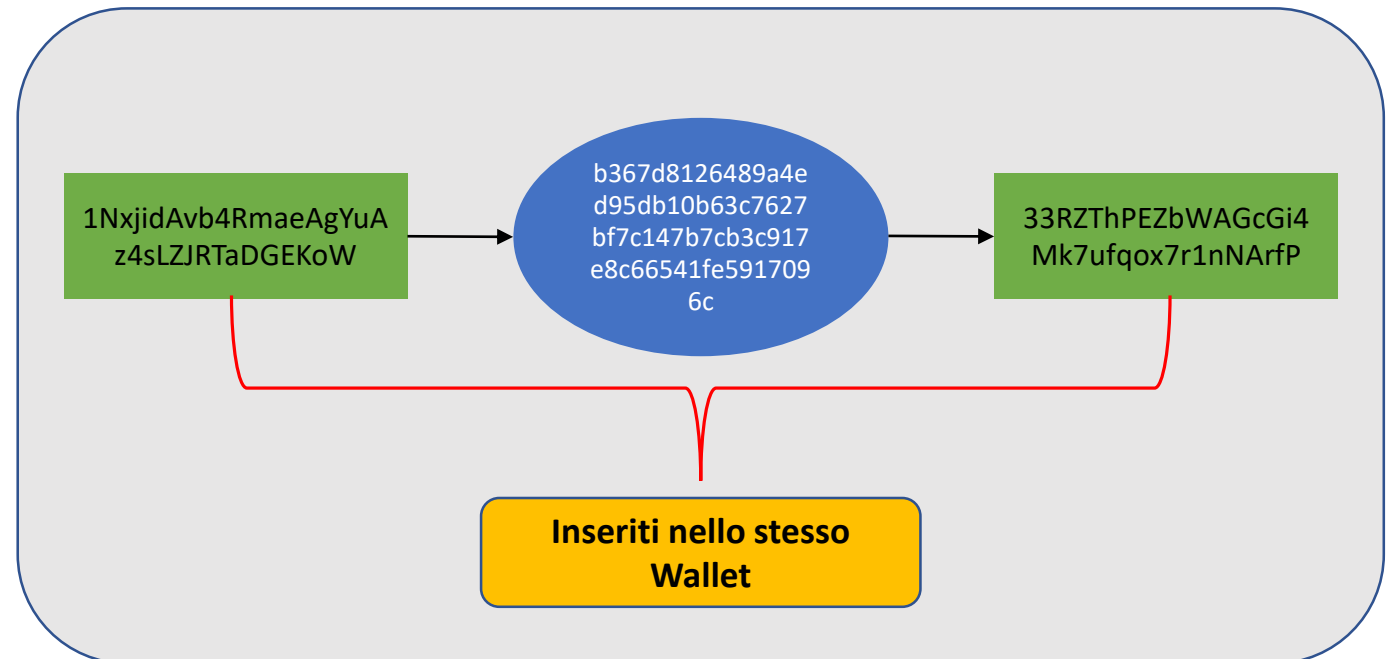 1NxjidAvb4RmaeAgYuA
z4sLZJRTaDGEKoW
b367d8126489a4e
d95db10b63c7627
bf7c147b7cb3c917
e8c66541fe591709
6c
33RZThPEZbWAGcGi4
Mk7ufqox7r1nNArfP
Inseriti nello stesso
Wallet